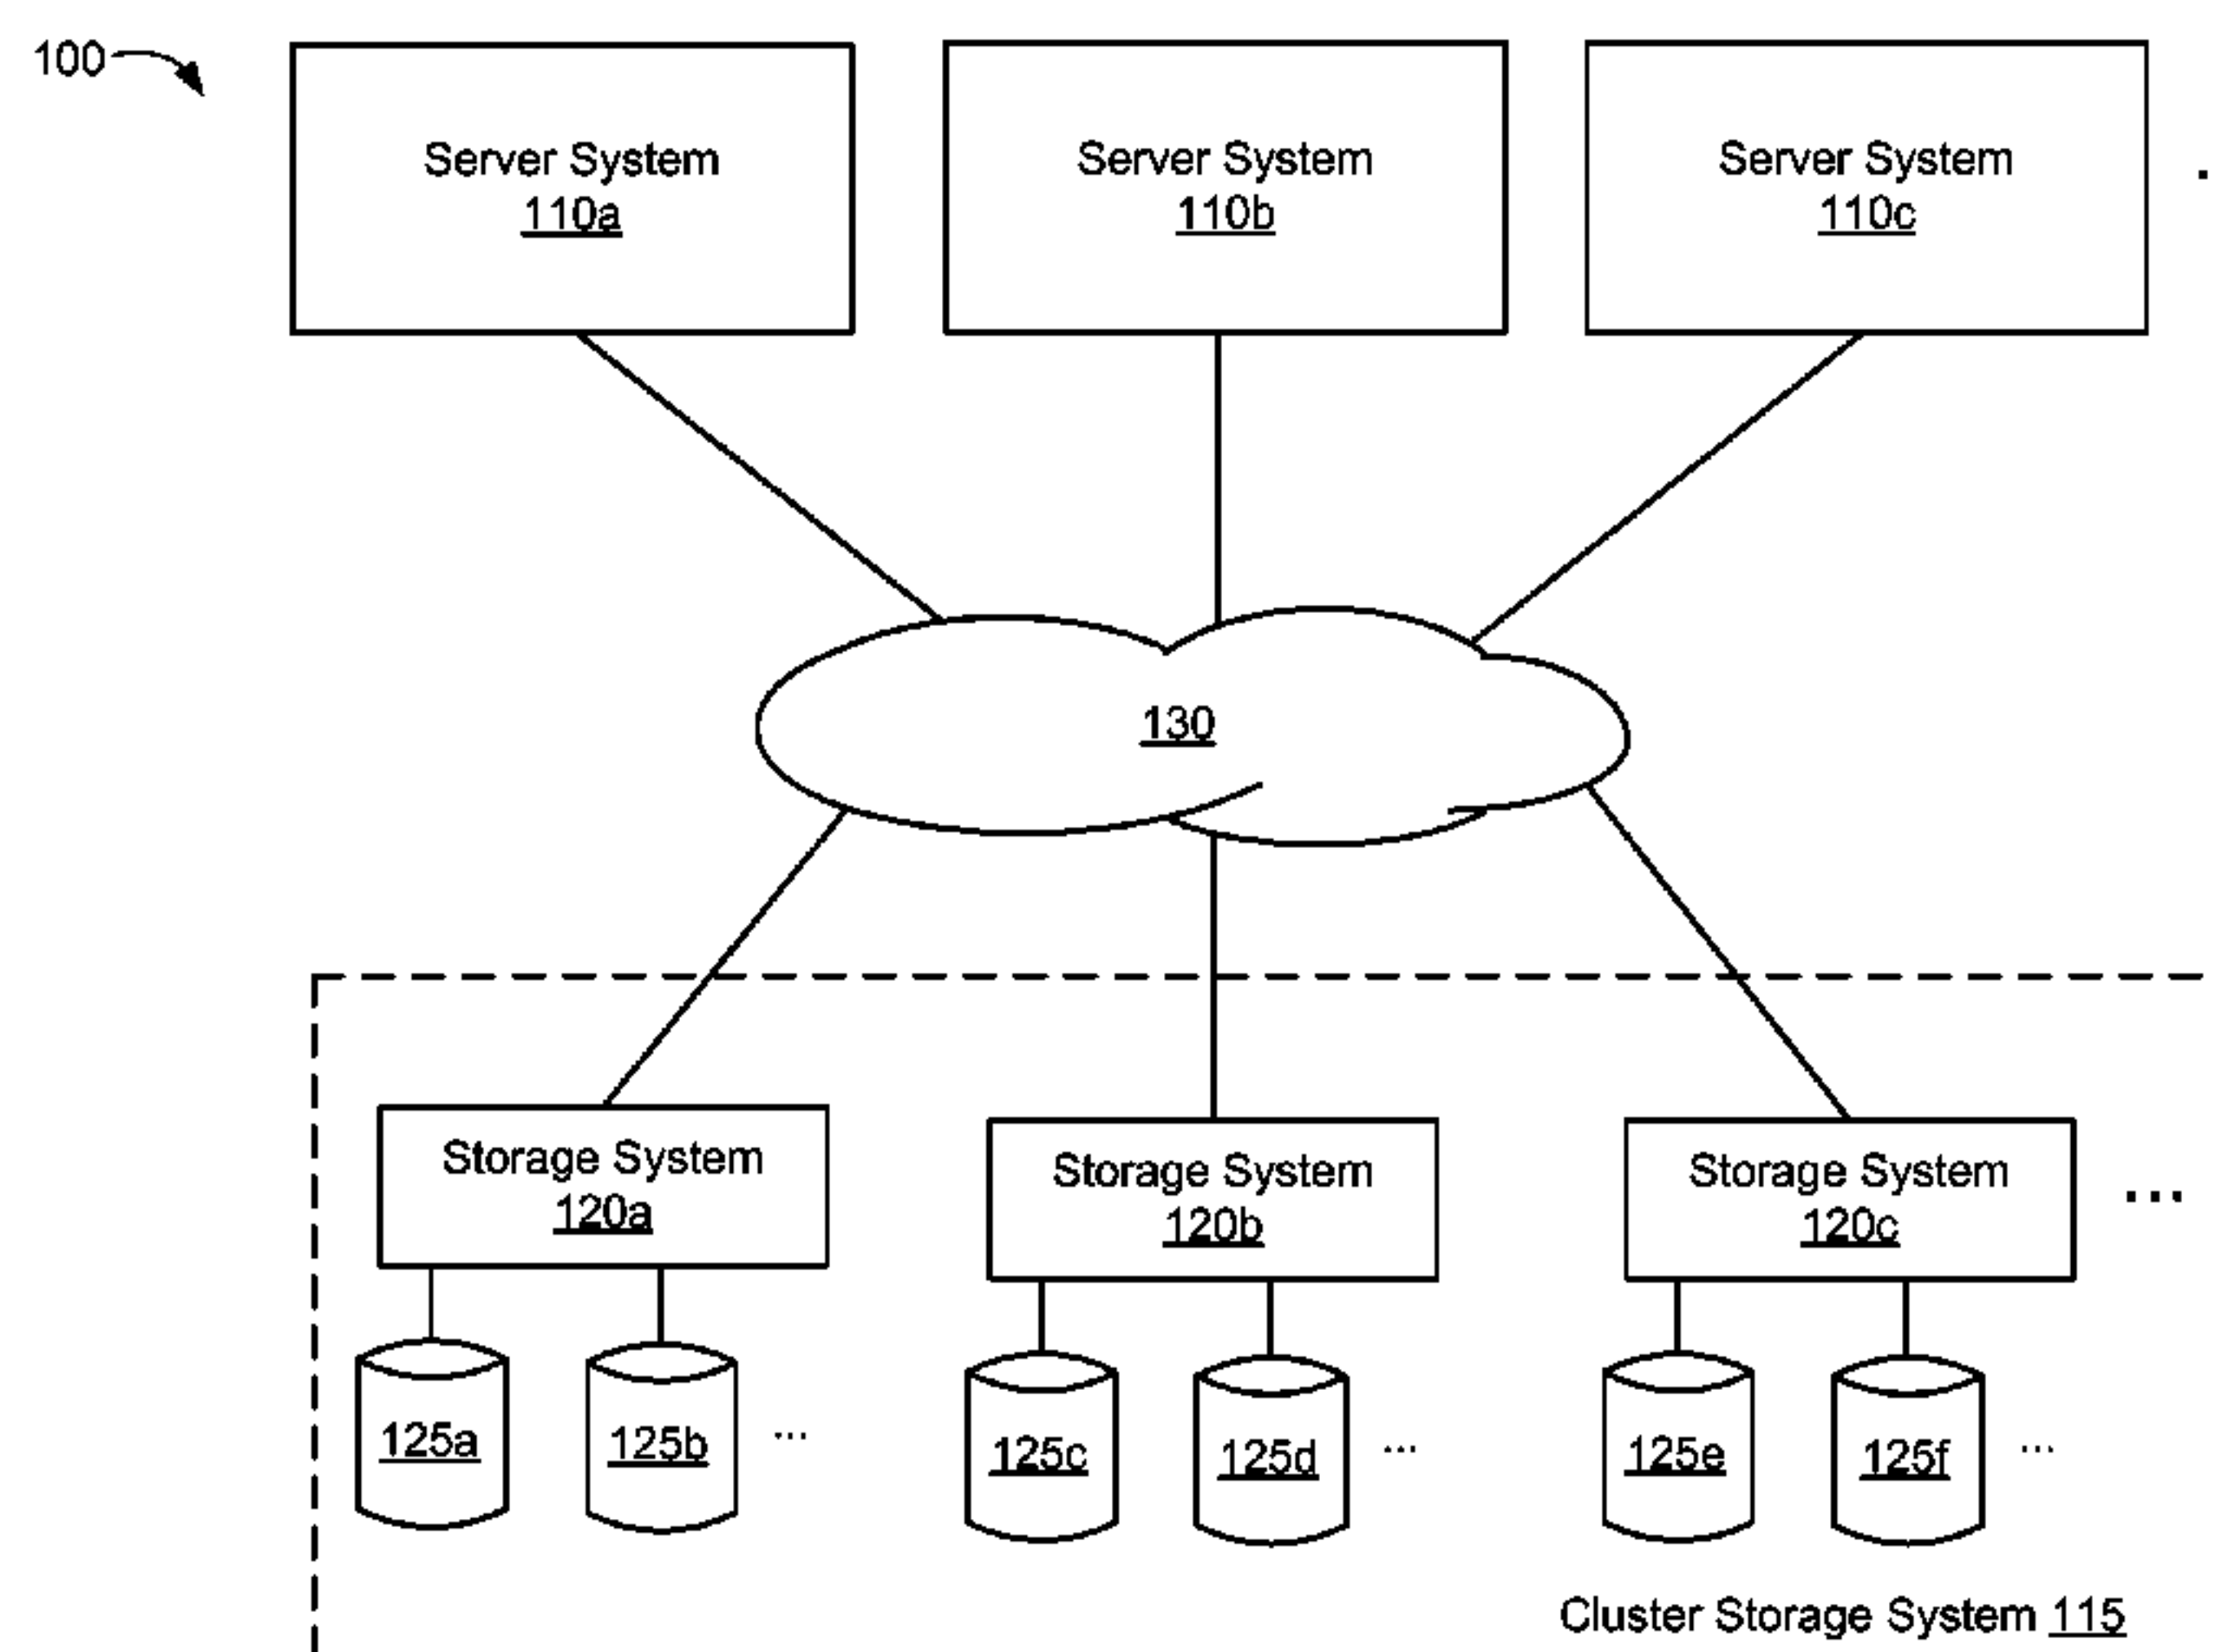 100
Server System
110a
Server System
110b
Server System
110c
.
130
Storage System
120a
Storage System
120b
Storage System
120c
...
125a
125b
...
125c
125d
...
125e
125f
...
Cluster Storage System 115